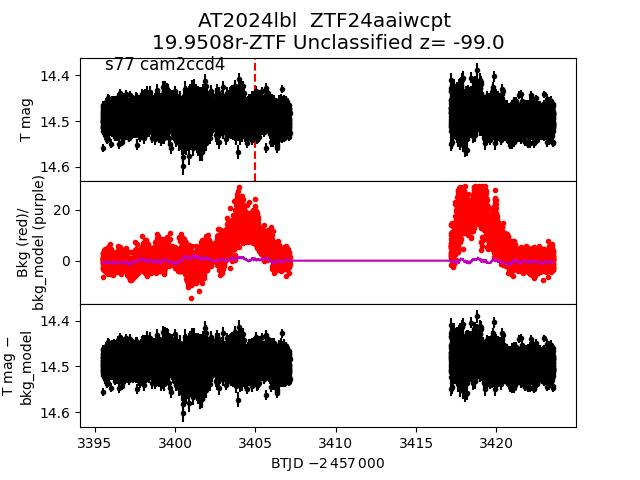 AT2024lbl  ZTF24aaiwcpt
19.9508r-ZTF Unclassified z= -99.0
s77 cam2ccd4
14.4
14.5
14.6
T mag
20
0
Bkg (red)/
bkg_model (purple)
14.4
14.5
14.6
T mag −
bkg_model
3395 3400 3405 3410 3415 3420
BTJD −2 457 000